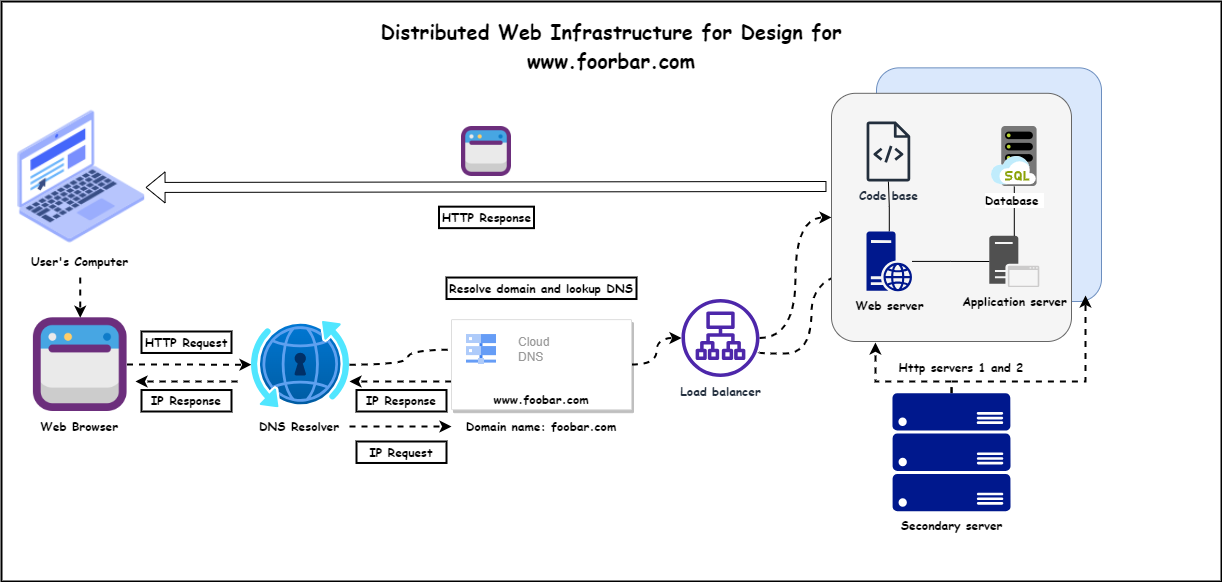 Distributed Web Infrastructure for Design for
www.foorbar.com
HTTP Response
Code base
</>
SQL
Database
User's Computer
Resolve domain and lookup DNS
Web server
Application server
HTTP Request
Cloud
DNS
IP Response
IP Response
www.foobar.com
Load balancer
Http servers 1 and 2
Web Browser
DNS Resolver
Domain name: foobar.com
IP Request
Secondary server